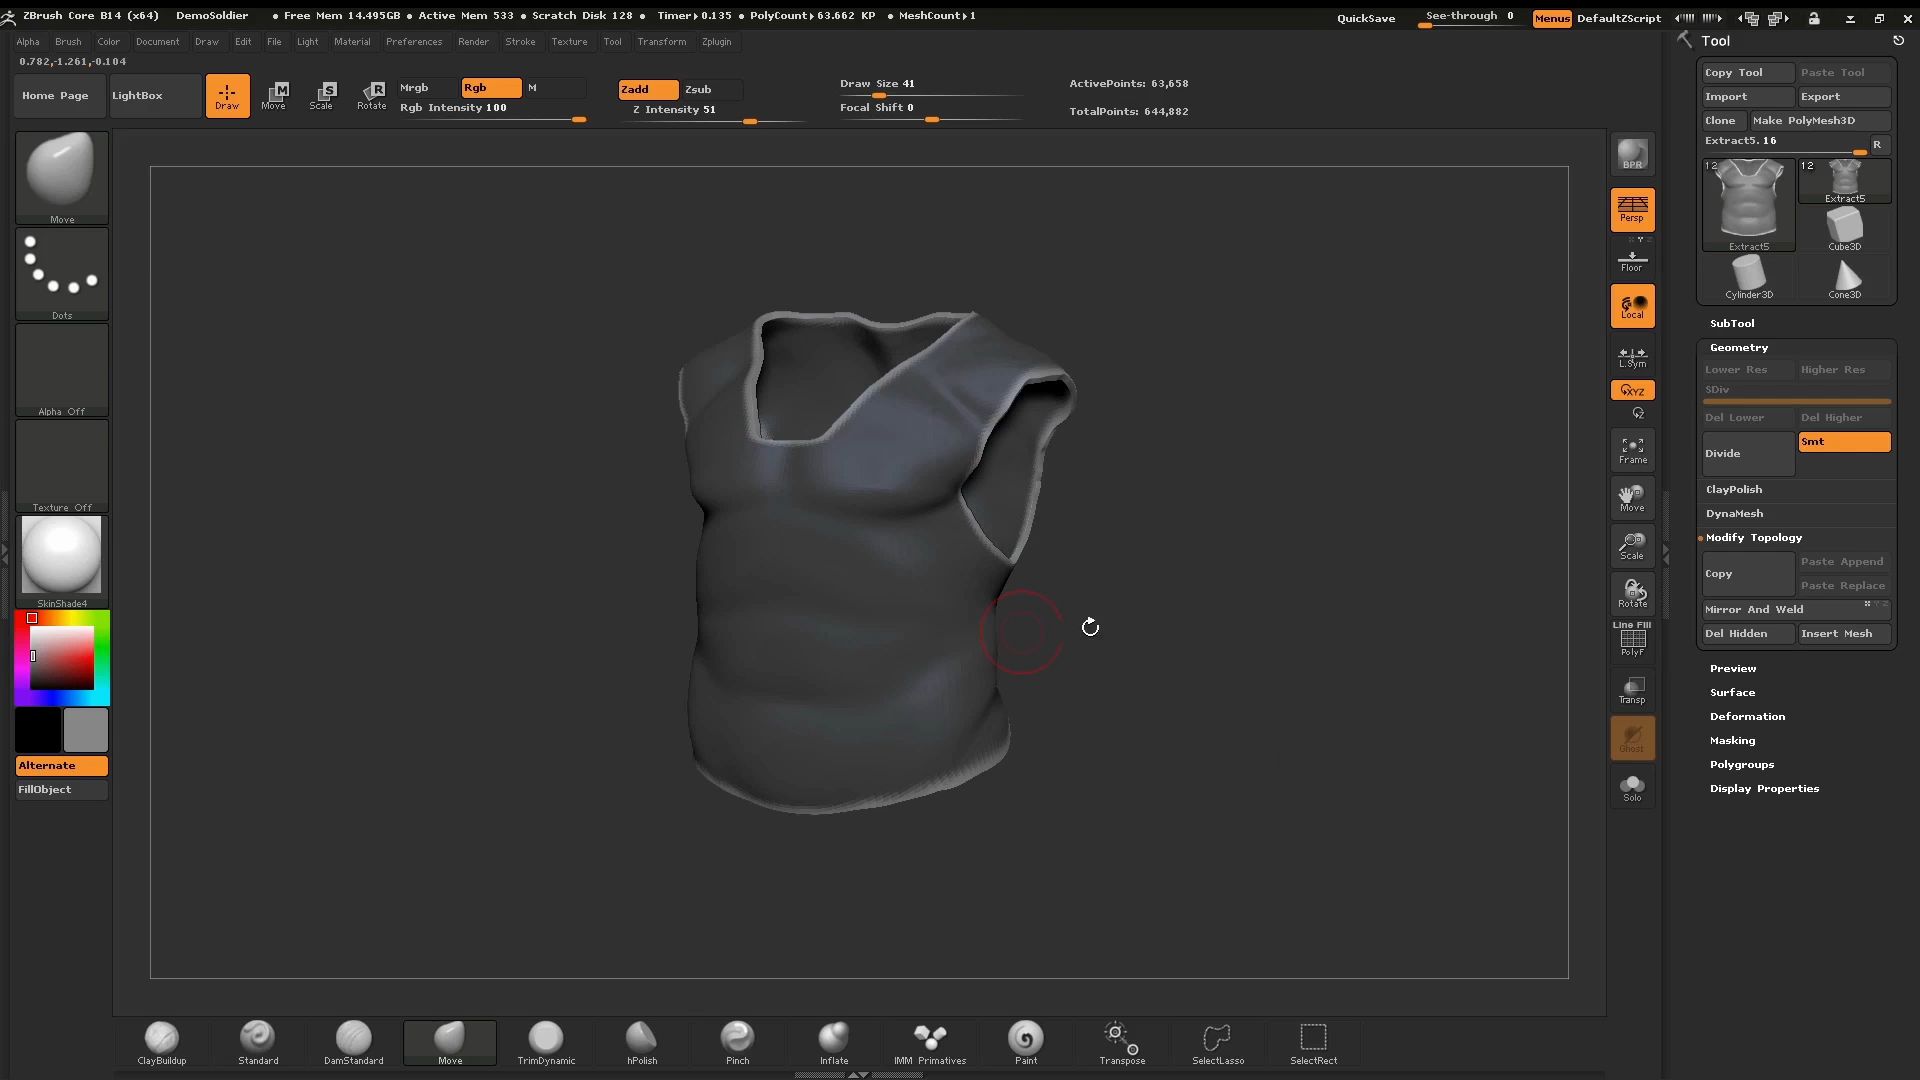 ZBrush Core B14 (x64) DemoSoldier • Free Mem 14.495GB • Active Mem 533 • Scratch Disk 128 • Timer▸0.135 • PolyCount▸63.662 KP • MeshCount▸1 QuickSave See-through 0 Menus DefaultZScript
Alpha Brush Color Document Draw Edit File Light Material Preferences Render Stroke Texture Tool Transform Zplugin
0.782,-1.261,-0.104
Home Page LightBox Draw Move Scale Rotate
Mrgb Rgb M
Rgb Intensity 100
Zadd Zsub
Z Intensity 51
Draw Size 41
Focal Shift 0
ActivePoints: 63,658
TotalPoints: 644,882
Move
Dots
Alpha Off
Texture Off
SkinShade4
Alternate
FillObject
BPR
Persp
Floor
Local
L.Sym
XYZ
Z
Frame
Move
Scale
Rotate
Line Fill
PolyF
Transp
Ghost
Solo
Tool
Copy Tool Paste Tool
Import Export
Clone Make PolyMesh3D
Extract5. 16 R
12 12
Extract5
Extract5 Cube3D
Cylinder3D Cone3D
SubTool
Geometry
Lower Res Higher Res
SDiv
Del Lower Del Higher
Divide Smt
ClayPolish
DynaMesh
Modify Topology
Copy Paste Append
Paste Replace
Mirror And Weld
Del Hidden Insert Mesh
Preview
Surface
Deformation
Masking
Polygroups
Display Properties
ClayBuildup Standard DamStandard Move TrimDynamic hPolish Pinch Inflate IMM Primatives Paint Transpose SelectLasso SelectRect